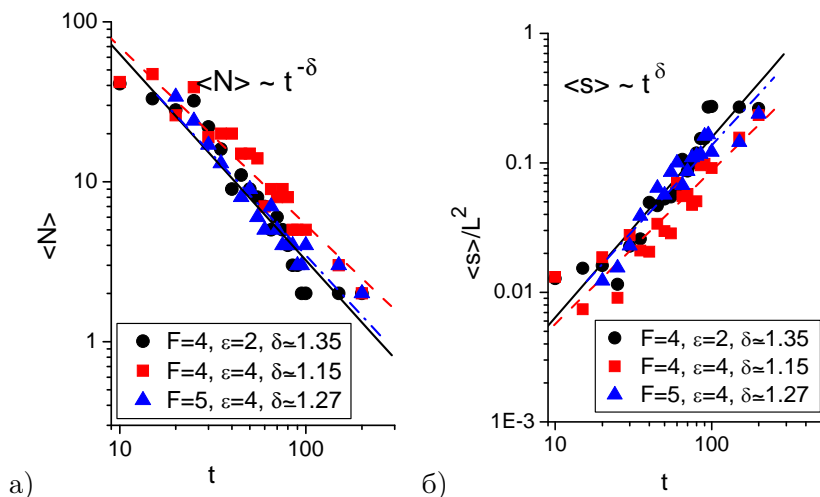 100
10
1
<N>
<N> ~ t^-δ
F=4, ε=2, δ≃1.35
F=4, ε=4, δ≃1.15
F=5, ε=4, δ≃1.27
10
100
t
а)
1
0.1
0.01
1E-3
<s>/L²
<s> ~ t^δ
F=4, ε=2, δ≃1.35
F=4, ε=4, δ≃1.15
F=5, ε=4, δ≃1.27
10
100
t
б)